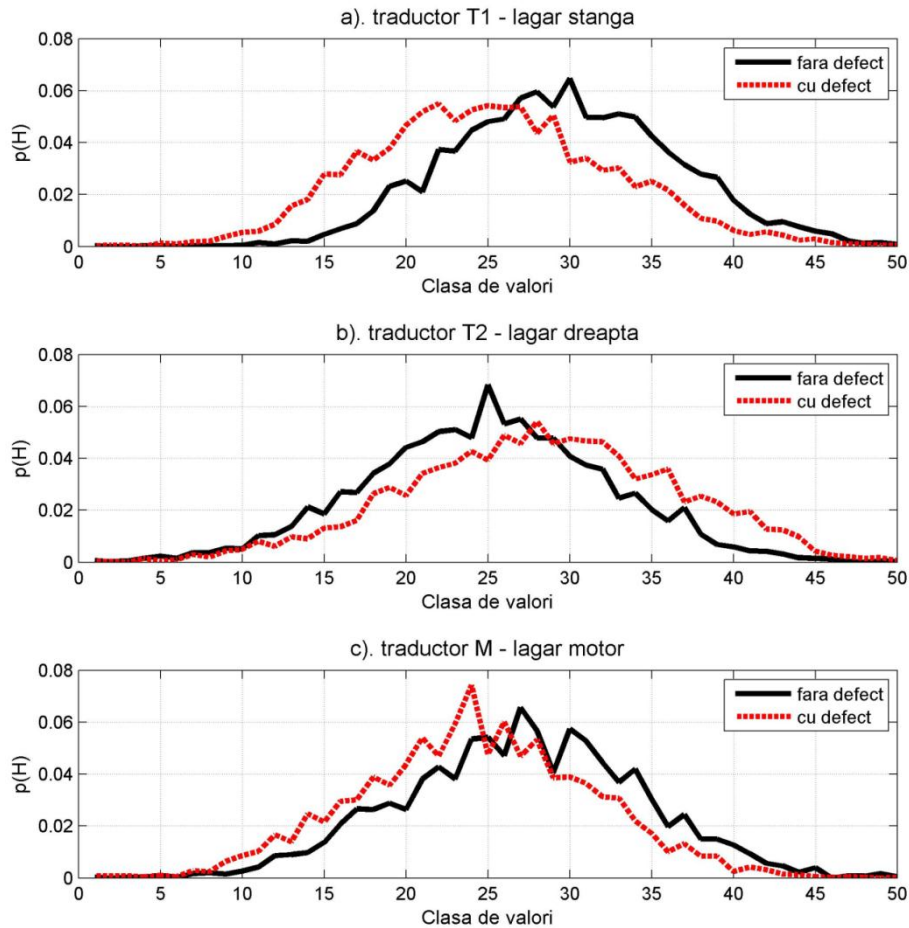 a). traductor T1 - lagar stanga
0.08
0.06
0.04
0.02
0
p(H)
fara defect
cu defect
0 5 10 15 20 25 30 35 40 45 50
Clasa de valori
b). traductor T2 - lagar dreapta
0.08
0.06
0.04
0.02
0
p(H)
fara defect
cu defect
0 5 10 15 20 25 30 35 40 45 50
Clasa de valori
c). traductor M - lagar motor
0.08
0.06
0.04
0.02
0
p(H)
fara defect
cu defect
0 5 10 15 20 25 30 35 40 45 50
Clasa de valori